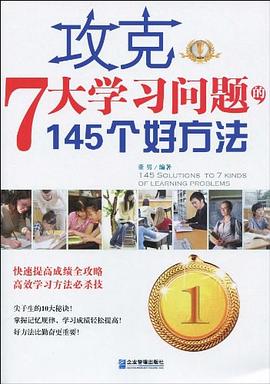 攻克
7大学习问题的
145个好方法
编著
145 SOLUTIONS TO 7 KINDS
OF LEARNING PROBLEMS
快速提高成绩全攻略
高效学习方法必杀技
尖子生的10大秘诀！
掌握记忆规律，学习成绩轻松提高！
好方法比勤奋更重要！
1
企业管理出版社